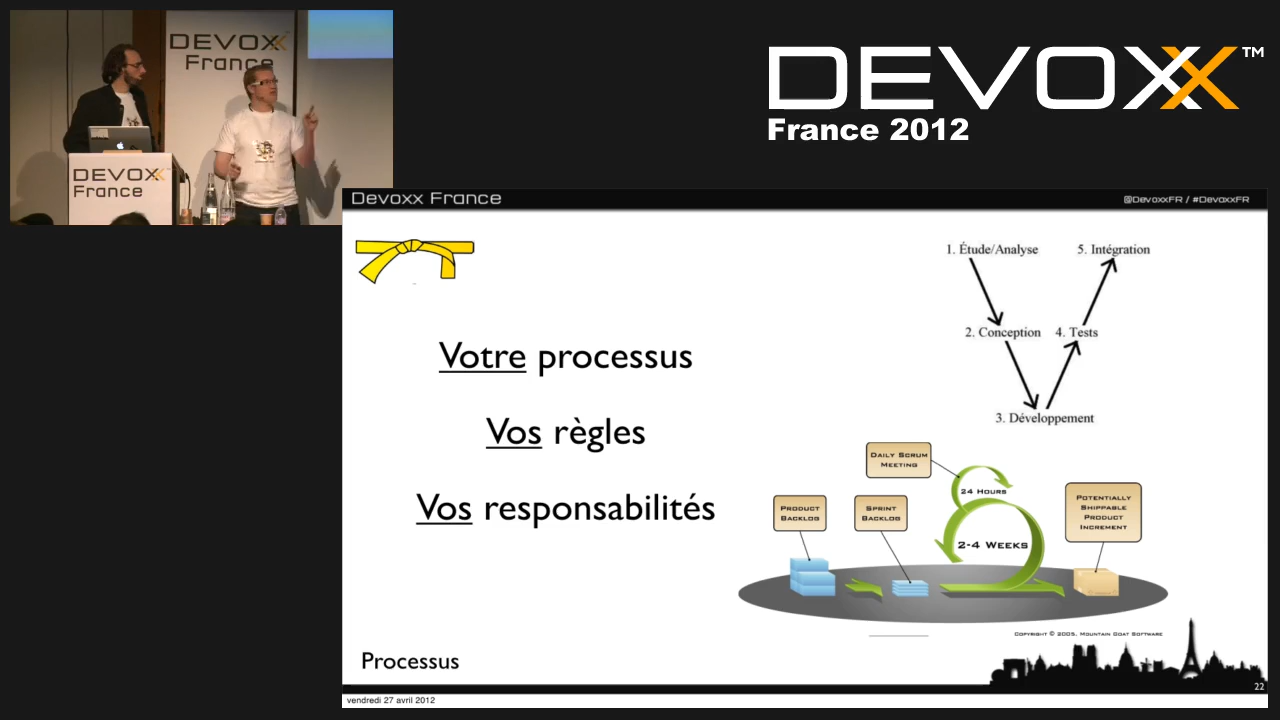 DEVOXX
France
DEVOXX
France
DEVOXX™
France 2012
Devoxx France
@DevoxxFR / #DevoxxFR
1. Étude/Analyse
5. Intégration
2. Conception
4. Tests
3. Développement
Votre processus
Vos règles
Vos responsabilités
DAILY SCRUM
MEETING
24 HOURS
PRODUCT
BACKLOG
SPRINT
BACKLOG
2-4 WEEKS
POTENTIALLY
SHIPPABLE
PRODUCT
INCREMENT
COPYRIGHT © 2005, MOUNTAIN GOAT SOFTWARE
Processus
22
vendredi 27 avril 2012